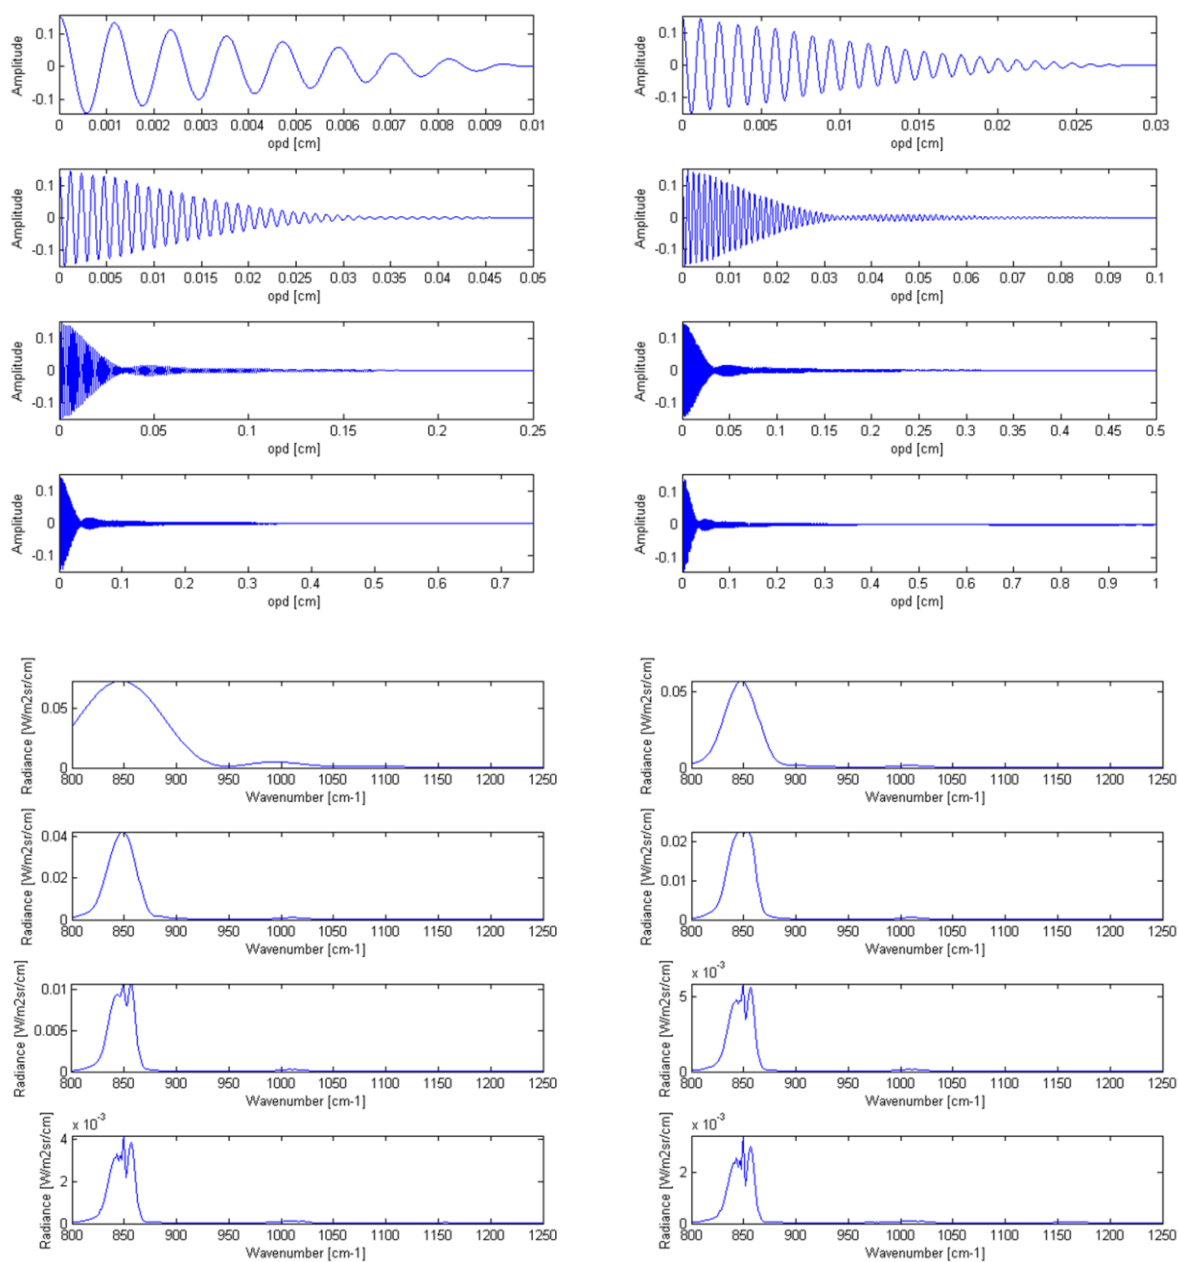 Amplitude
0.1
0
-0.1
0 0.001 0.002 0.003 0.004 0.005 0.006 0.007 0.008 0.009 0.01
opd [cm]
Amplitude
0.1
0
-0.1
0 0.005 0.01 0.015 0.02 0.025 0.03
opd [cm]
Amplitude
0.1
0
-0.1
0 0.005 0.01 0.015 0.02 0.025 0.03 0.035 0.04 0.045 0.05
opd [cm]
Amplitude
0.1
0
-0.1
0 0.01 0.02 0.03 0.04 0.05 0.06 0.07 0.08 0.09 0.1
opd [cm]
Amplitude
0.1
0
-0.1
0 0.05 0.1 0.15 0.2 0.25
opd [cm]
Amplitude
0.1
0
-0.1
0 0.05 0.1 0.15 0.2 0.25 0.3 0.35 0.4 0.45 0.5
opd [cm]
Amplitude
0.1
0
-0.1
0 0.1 0.2 0.3 0.4 0.5 0.6 0.7
opd [cm]
Amplitude
0.1
0
-0.1
0 0.1 0.2 0.3 0.4 0.5 0.6 0.7 0.8 0.9 1
opd [cm]
Radiance [W/m2sr/cm]
0.05
0
800 850 900 950 1000 1050 1100 1150 1200 1250
Wavenumber [cm-1]
Radiance [W/m2sr/cm]
0.05
0
800 850 900 950 1000 1050 1100 1150 1200 1250
Wavenumber [cm-1]
Radiance [W/m2sr/cm]
0.04
0.02
0
800 850 900 950 1000 1050 1100 1150 1200 1250
Wavenumber [cm-1]
Radiance [W/m2sr/cm]
0.02
0.01
0
800 850 900 950 1000 1050 1100 1150 1200 1250
Wavenumber [cm-1]
Radiance [W/m2sr/cm]
0.01
0.005
0
800 850 900 950 1000 1050 1100 1150 1200 1250
Wavenumber [cm-1]
Radiance [W/m2sr/cm]
x 10-3
5
0
800 850 900 950 1000 1050 1100 1150 1200 1250
Wavenumber [cm-1]
Radiance [W/m2sr/cm]
x 10-3
4
2
0
800 850 900 950 1000 1050 1100 1150 1200 1250
Wavenumber [cm-1]
Radiance [W/m2sr/cm]
x 10-3
2
0
800 850 900 950 1000 1050 1100 1150 1200 1250
Wavenumber [cm-1]